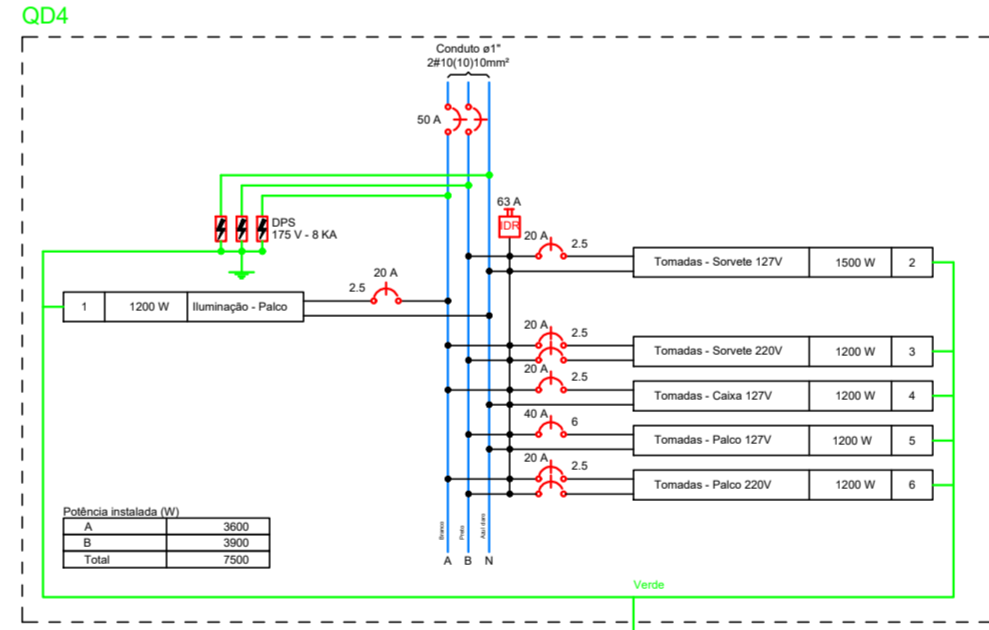 QD4
Conduto ø1"
2#10(10)10mm²
50 A
DPS
175 V - 8 KA
63 A
IDR
20 A 2.5
Tomadas - Sorvete 127V 1500 W 2
20 A
2.5
1 1200 W Iluminação - Palco
20 A 2.5
Tomadas - Sorvete 220V 1200 W 3
20 A 2.5
Tomadas - Caixa 127V 1200 W 4
40 A 6
Tomadas - Palco 127V 1200 W 5
20 A 2.5
Tomadas - Palco 220V 1200 W 6
Potência instalada (W)
A 3600
B 3900
Total 7500
Branco
Preto
Azul claro
A B N
Verde